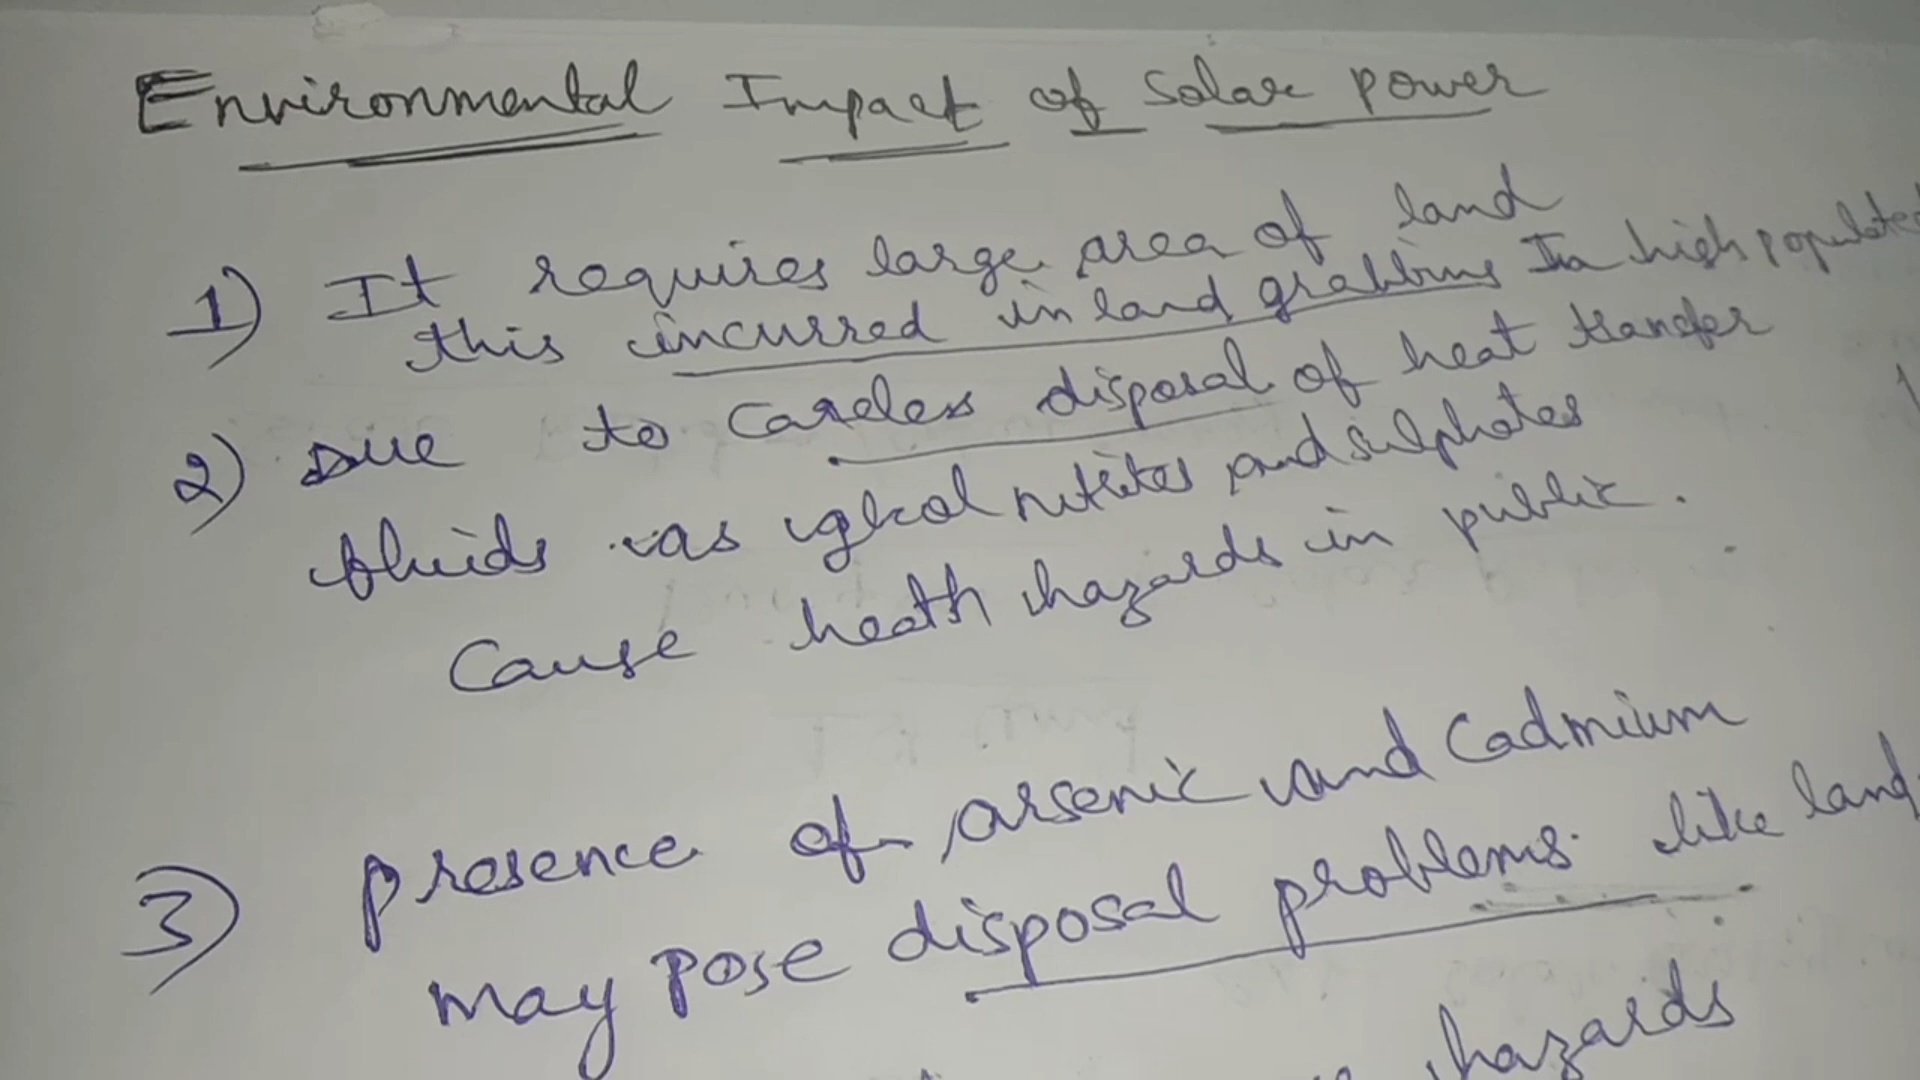 Environmental Impact of Solar power
1) It requires large area of land
this incurred in land grabbing In high populated
2) Due to careless disposal of heat transfer
fluids as glycol nitrites and sulphates
Cause heath hazards in public.
3) presence of arsenic and Cadmium
may pose disposal problems like land
hazards